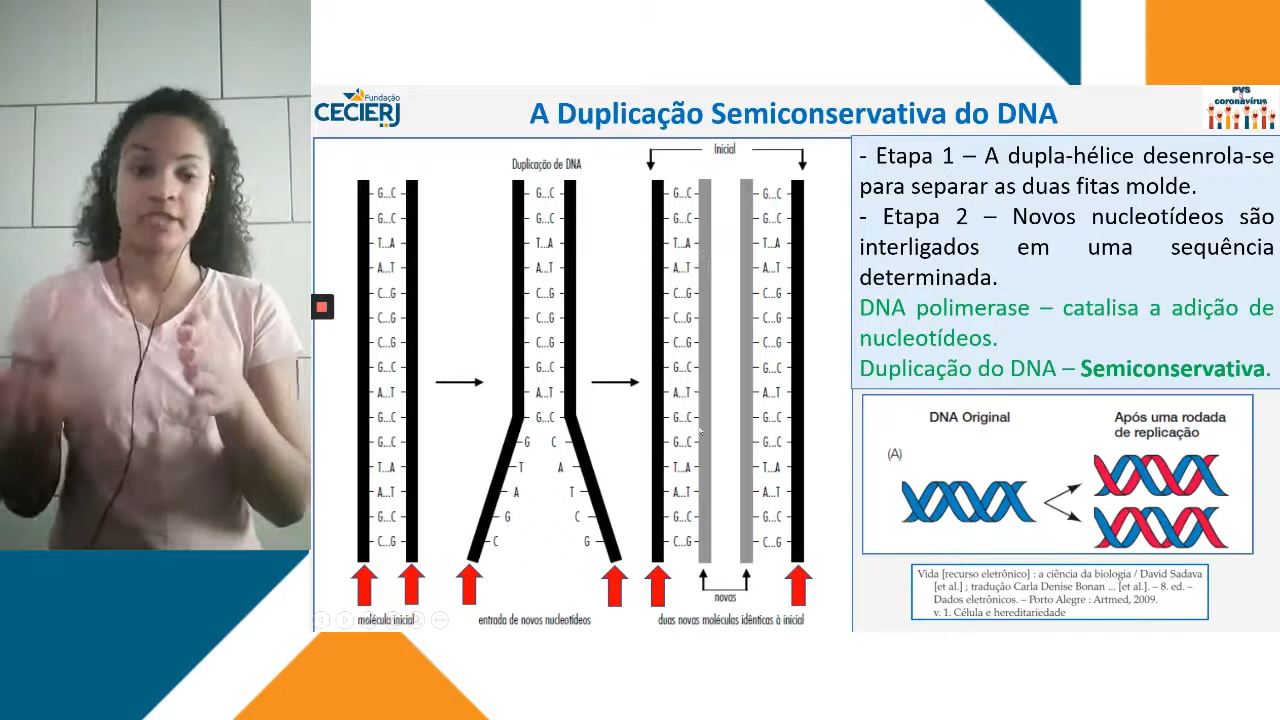 Fundação
CECIERJ
A Duplicação Semiconservativa do DNA
PVS
coronavírus
Duplicação de DNA
Inicial
G...C
G...C
T...A
A...T
C...G
C...G
C...G
G...C
A...T
G...C
G...C
T...A
A...T
G...C
C...G
molécula inicial
G...C
G...C
T...A
A...T
C...G
C...G
C...G
G...C
A...T
G...C
G C
T A
A T
G C
C G
entrada de novos nucleotídeos
G...C G...C
G...C G...C
T...A T...A
A...T A...T
C...G C...G
C...G C...G
C...G C...G
G...C G...C
A...T A...T
G...C G...C
G...C G...C
T...A T...A
A...T A...T
G...C G...C
C...G C...G
novas
duas novas moléculas idênticas à inicial
- Etapa 1 – A dupla-hélice desenrola-se
para separar as duas fitas molde.
- Etapa 2 – Novos nucleotídeos são
interligados em uma sequência
determinada.
DNA polimerase – catalisa a adição de
nucleotídeos.
Duplicação do DNA – Semiconservativa.
DNA Original
Após uma rodada
de replicação
(A)
Vida [recurso eletrônico] : a ciência da biologia / David Sadava
[et al.] ; tradução Carla Denise Bonan ... [et al.]. – 8. ed. –
Dados eletrônicos. – Porto Alegre : Artmed, 2009.
v. 1. Célula e hereditariedade